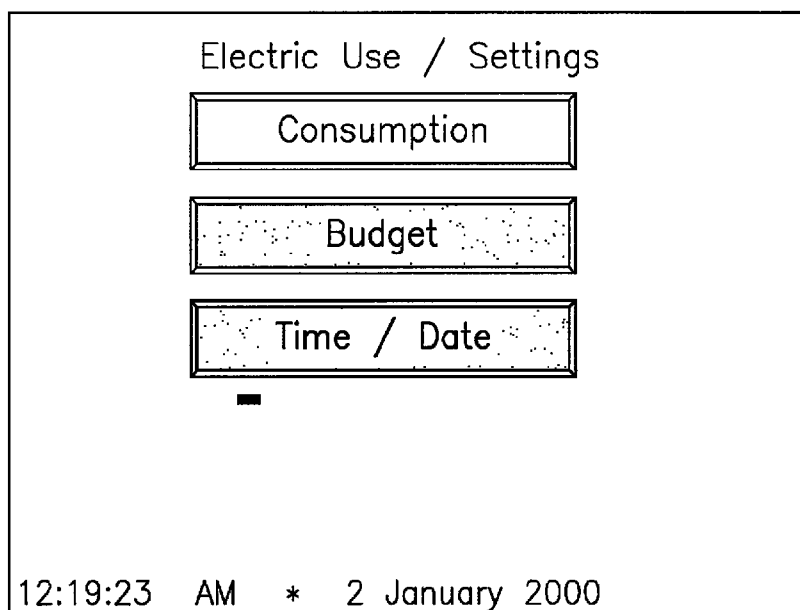 Electric Use / Settings
Consumption
Budget
Time / Date
12:19:23 AM * 2 January 2000